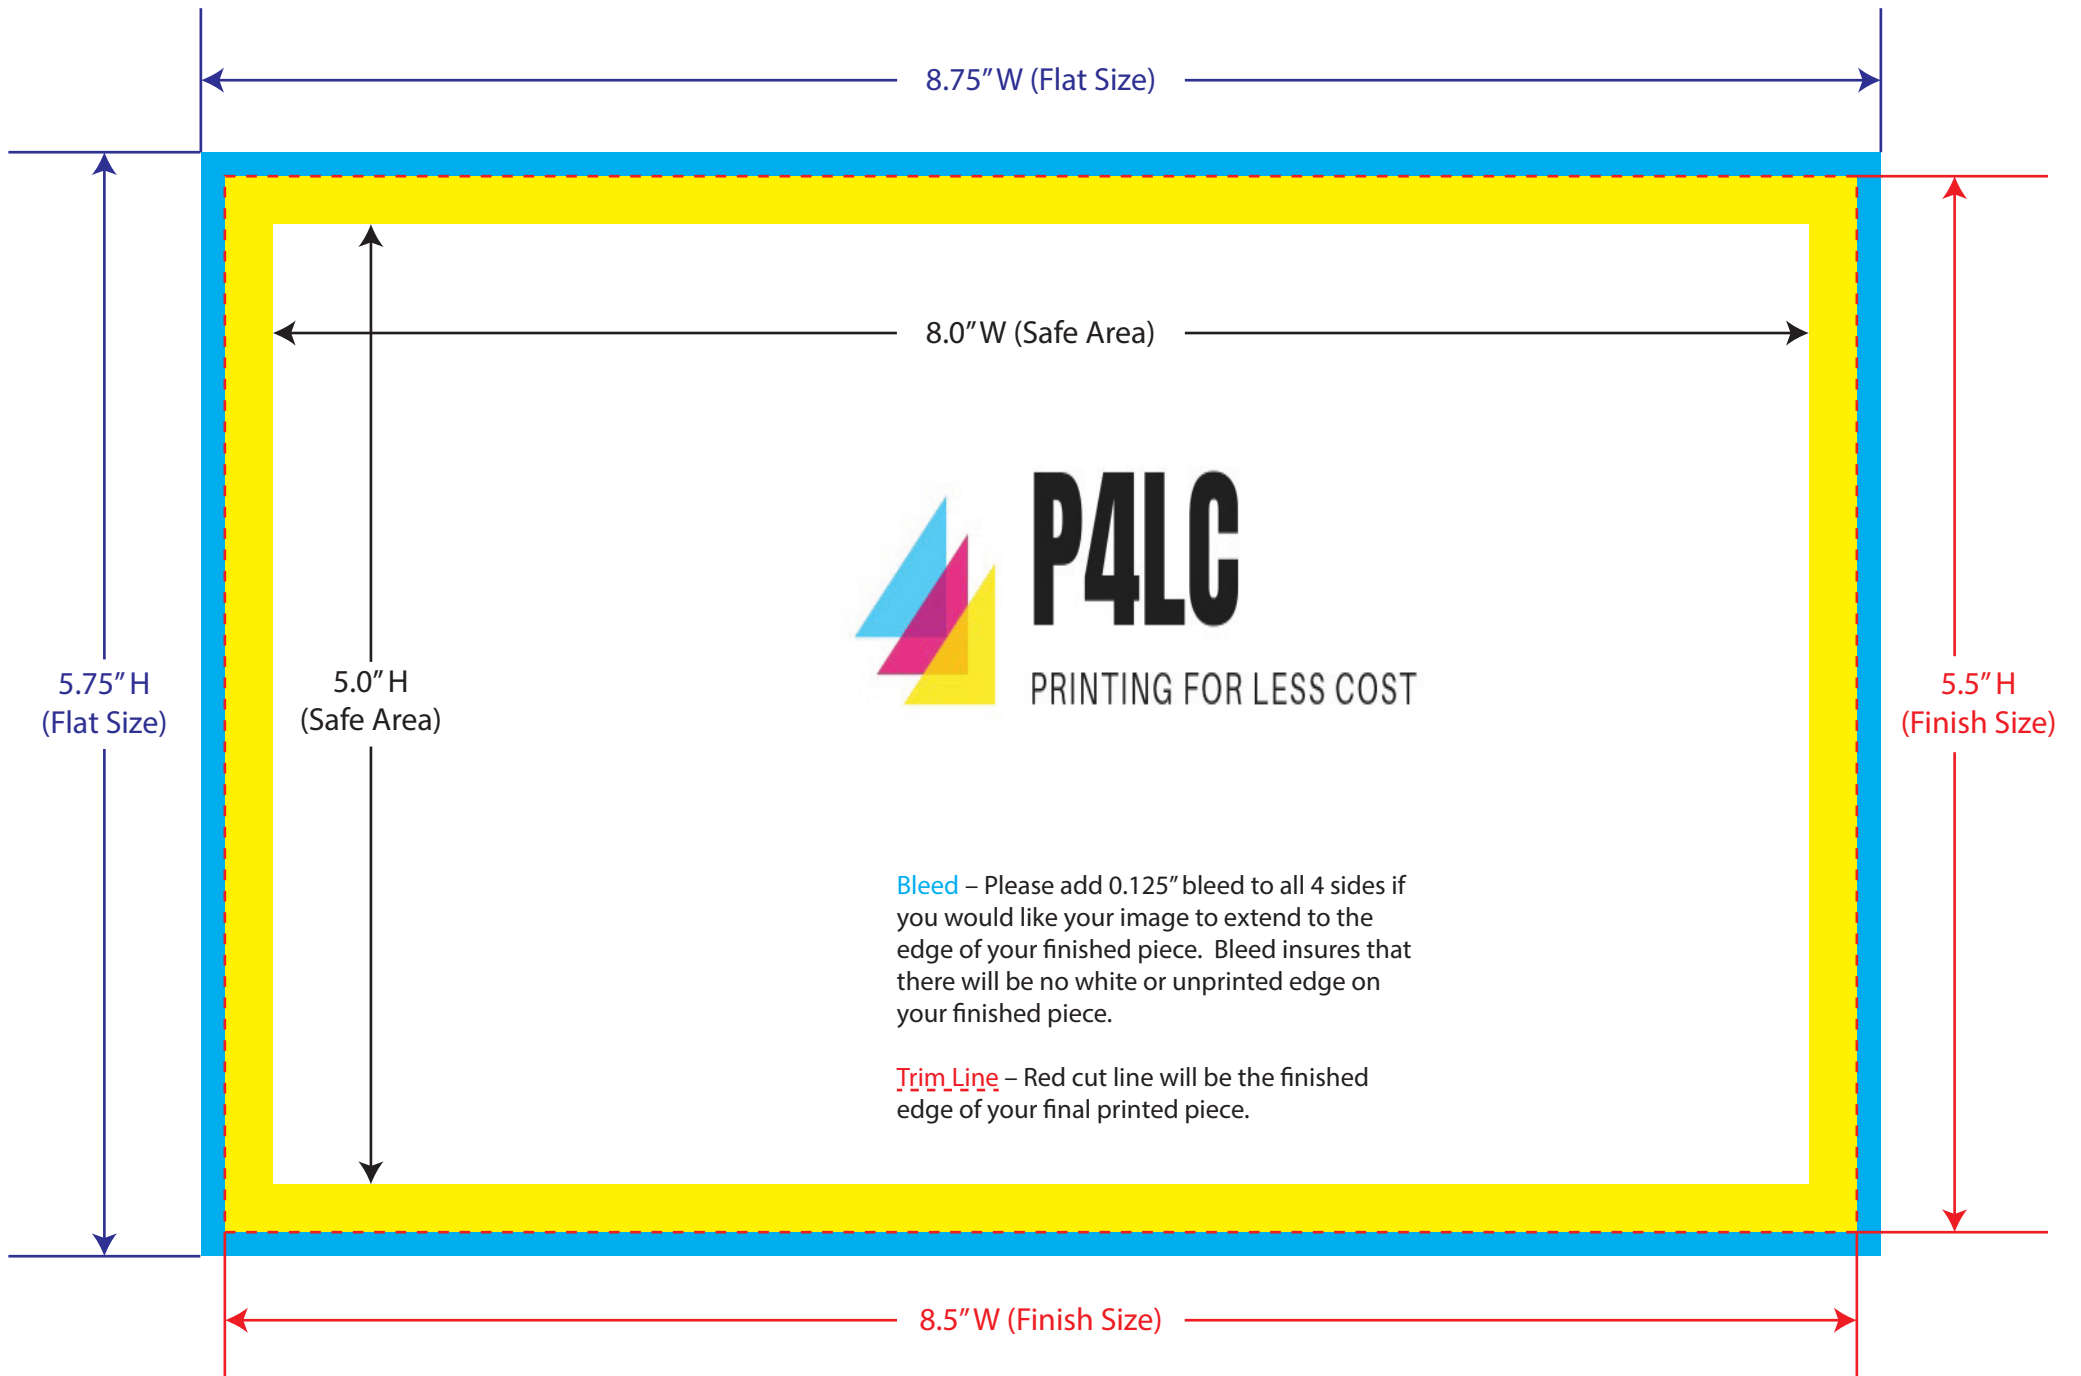 8.75" W (Flat Size)
8.0" W (Safe Area)
P4LC
PRINTING FOR LESS COST
5.75" H
(Flat Size)
5.0" H
(Safe Area)
5.5" H
(Finish Size)
Bleed – Please add 0.125" bleed to all 4 sides if
you would like your image to extend to the
edge of your finished piece.  Bleed insures that
there will be no white or unprinted edge on
your finished piece.
Trim Line – Red cut line will be the finished
edge of your final printed piece.
8.5" W (Finish Size)